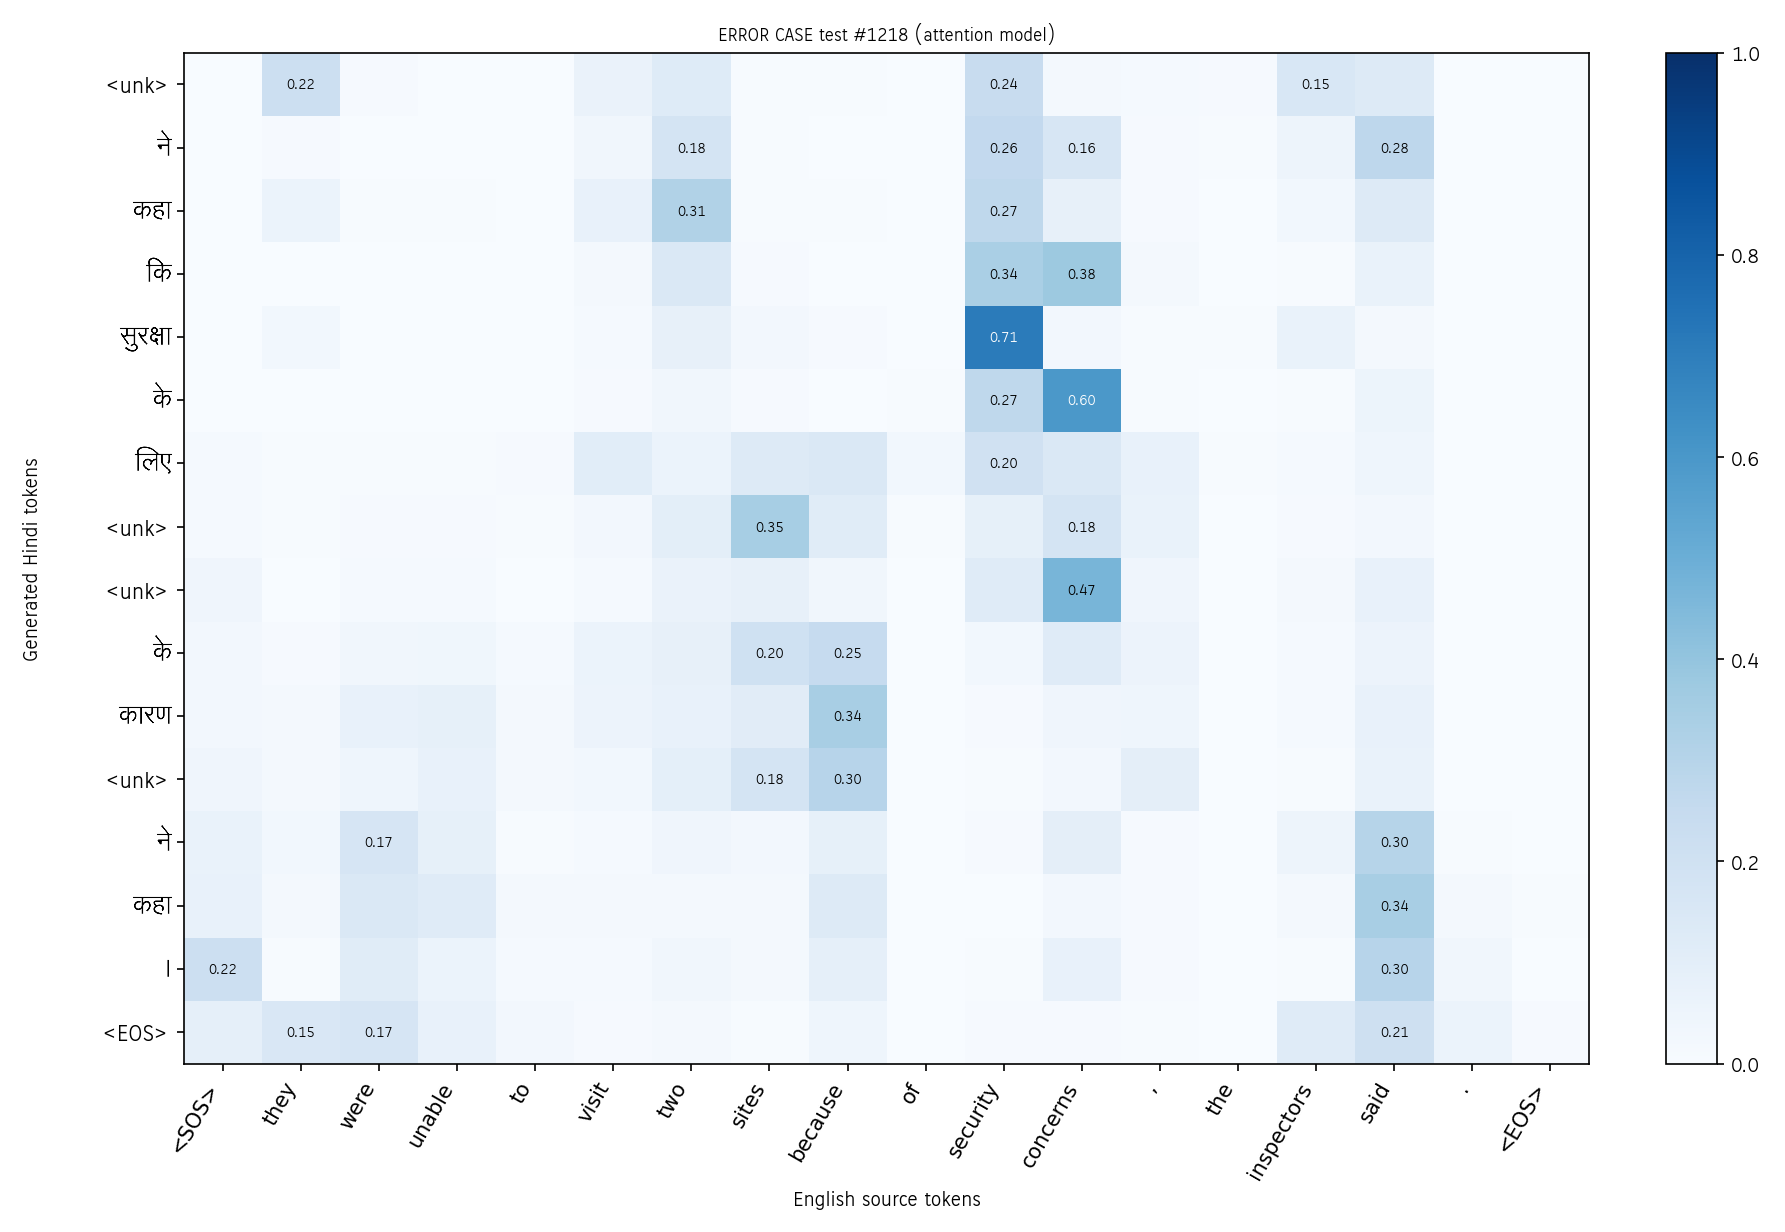 ERROR CASE test #1218 (attention model)
<unk> 0.22 0.24 0.15
ने 0.18 0.26 0.16 0.28
कहा 0.31 0.27
कि 0.34 0.38
सुरक्षा 0.71
के 0.27 0.60
लिए 0.20
<unk> 0.35 0.18
<unk> 0.47
के 0.20 0.25
कारण 0.34
<unk> 0.18 0.30
ने 0.17 0.30
कहा 0.34
। 0.22 0.30
<EOS> 0.15 0.17 0.21
Generated Hindi tokens
<SOS> they were unable to visit two sites because of security concerns , the inspectors said . <EOS>
English source tokens
1.0
0.8
0.6
0.4
0.2
0.0